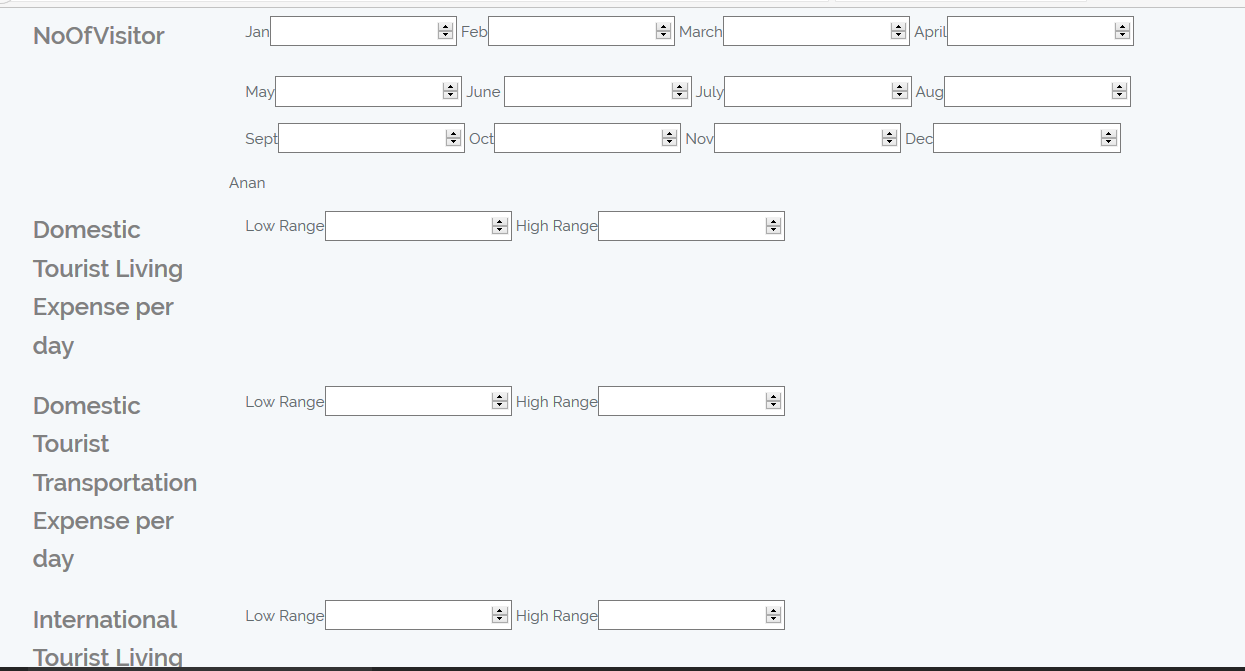 NoOfVisitor Jan Feb March April
May June July Aug
Sept Oct Nov Dec
Anan
Domestic Low Range High Range
Tourist Living
Expense per
day
Domestic Low Range High Range
Tourist
Transportation
Expense per
day
International Low Range High Range
Tourist Living